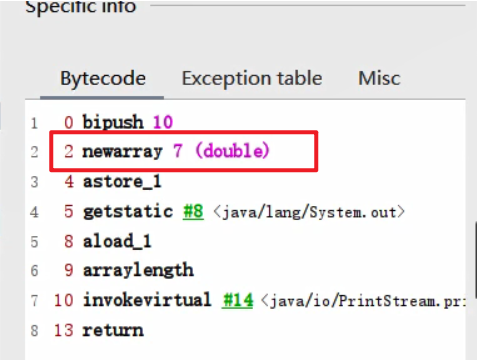 Specific info
Bytecode Exception table Misc
1 0 bipush 10
2 2 newarray 7 (double)
3 4 astore_1
4 5 getstatic #8 <java/lang/System.out>
5 8 aload_1
6 9 arraylength
7 10 invokevirtual #14 <java/io/PrintStream.pri
8 13 return